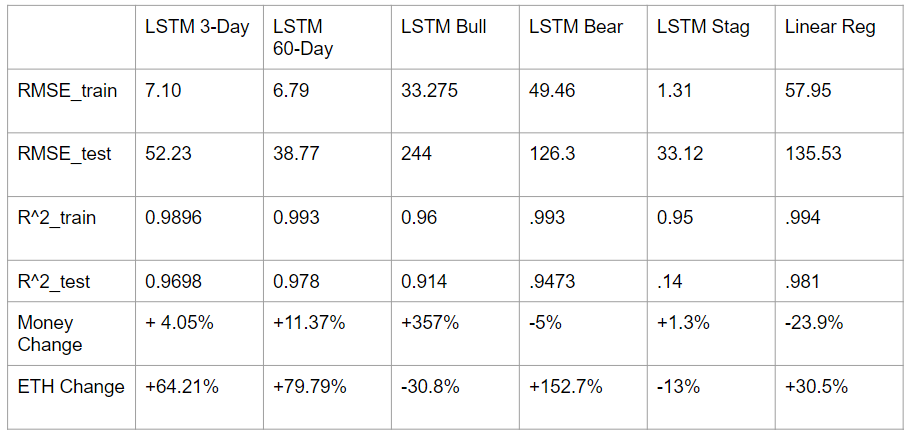 LSTM 3-Day LSTM 60-Day LSTM Bull LSTM Bear LSTM Stag Linear Reg
RMSE_train 7.10 6.79 33.275 49.46 1.31 57.95
RMSE_test 52.23 38.77 244 126.3 33.12 135.53
R^2_train 0.9896 0.993 0.96 .993 0.95 .994
R^2_test 0.9698 0.978 0.914 .9473 .14 .981
Money Change + 4.05% +11.37% +357% -5% +1.3% -23.9%
ETH Change +64.21% +79.79% -30.8% +152.7% -13% +30.5%